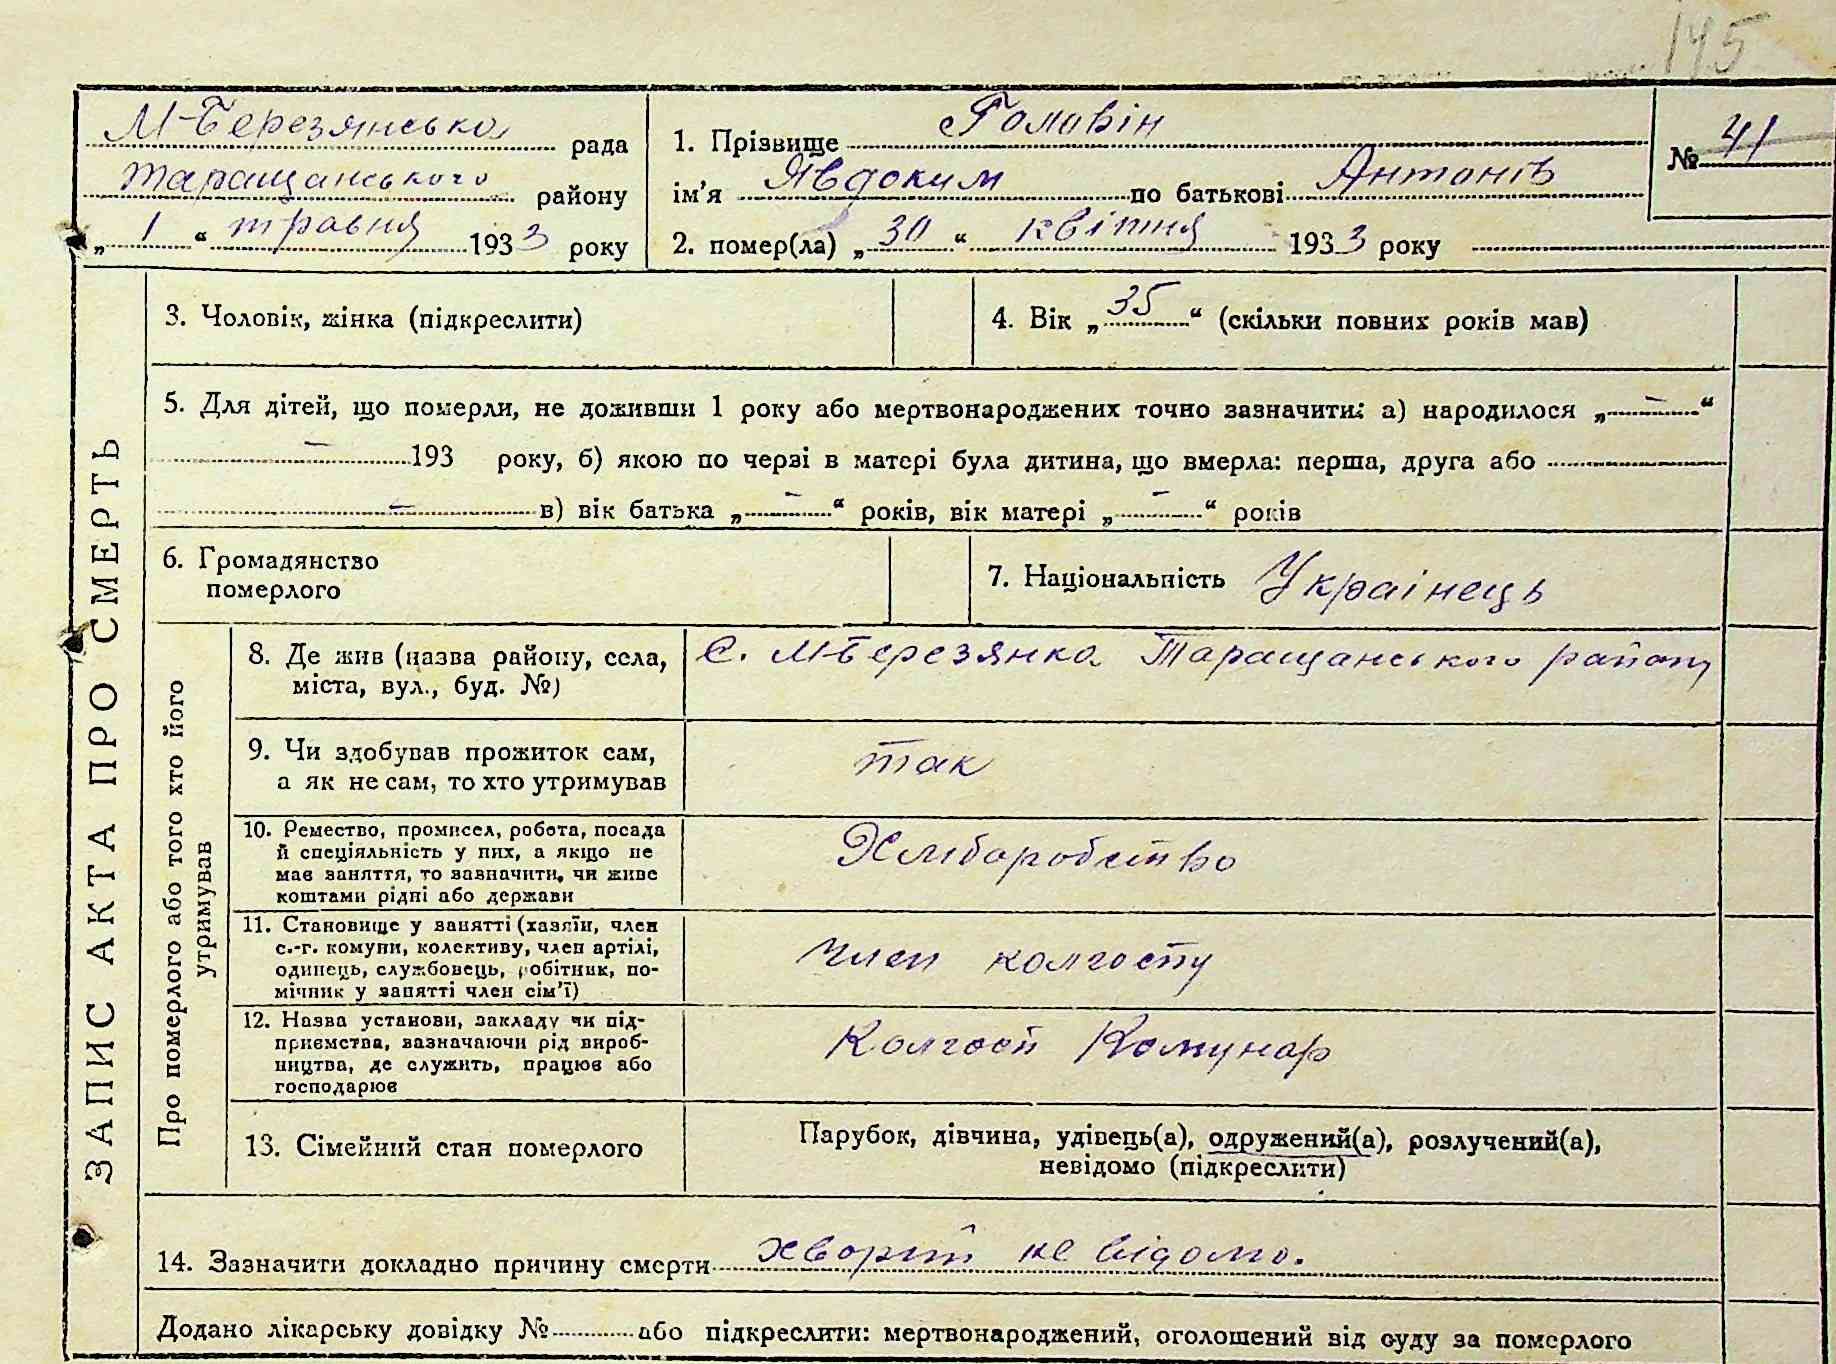 145
М-Березянська рада
Таращанського району
„ 1 “ травня 1933 року
1. Прізвище Головін
ім'я Явдоким по батькові Антонів
2. помер(ла) „ 30 “ квітня 1933 року
№ 41
ЗАПИС АКТА ПРО СМЕРТЬ
3. Чоловік, жінка (підкреслити)
4. Вік „ 35 “ (скільки повних років мав)
5. Для дітей, що померли, не доживши 1 року або мертвонароджених точно зазначити: а) народилося „ – “
– 193 року, б) якою по черзі в матері була дитина, що вмерла: перша, друга або
– в) вік батька „ – “ років, вік матері „ – “ років
6. Громадянство
померлого
7. Національність Українець
Про померлого або того хто його
утримував
8. Де жив (назва району, села,
міста, вул., буд. №)
с. М-Березянка Таращанського району
9. Чи здобував прожиток сам,
а як не сам, то хто утримував
так
10. Ремество, промисел, робота, посада
й спеціяльність у них, а якщо не
має заняття, то зазначити, чи живе
коштами рідні або держави
Хліборобство
11. Становище у занятті (хазяїн, член
с.-г. комуни, колективу, член артілі,
одинець, службовець, робітник, по-
мічник у занятті член сім'ї)
член колгоспу
12. Назва установи, закладу чи під-
приємства, зазначаючи рід вироб-
ництва, де служить, працює або
господарює
Колгосп Комунар
13. Сімейний стан померлого
Парубок, дівчина, удівець(а), одружений(а), розлучений(а),
невідомо (підкреслити)
14. Зазначити докладно причину смерти хворіт не відомо.
Додано лікарську довідку № або підкреслити: мертвонароджений, оголошений від суду за померлого